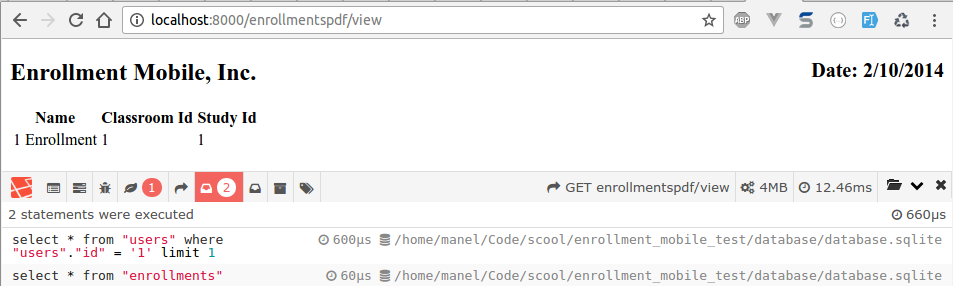 localhost:8000/enrollmentspdf/view
ABP
Enrollment Mobile, Inc. Date: 2/10/2014
Name Classroom Id Study Id
1 Enrollment 1 1
1 2 GET enrollmentspdf/view 4MB 12.46ms
2 statements were executed 660μs
select * from "users" where 600μs /home/manel/Code/scool/enrollment_mobile_test/database/database.sqlite
"users"."id" = '1' limit 1
select * from "enrollments" 60μs /home/manel/Code/scool/enrollment_mobile_test/database/database.sqlite